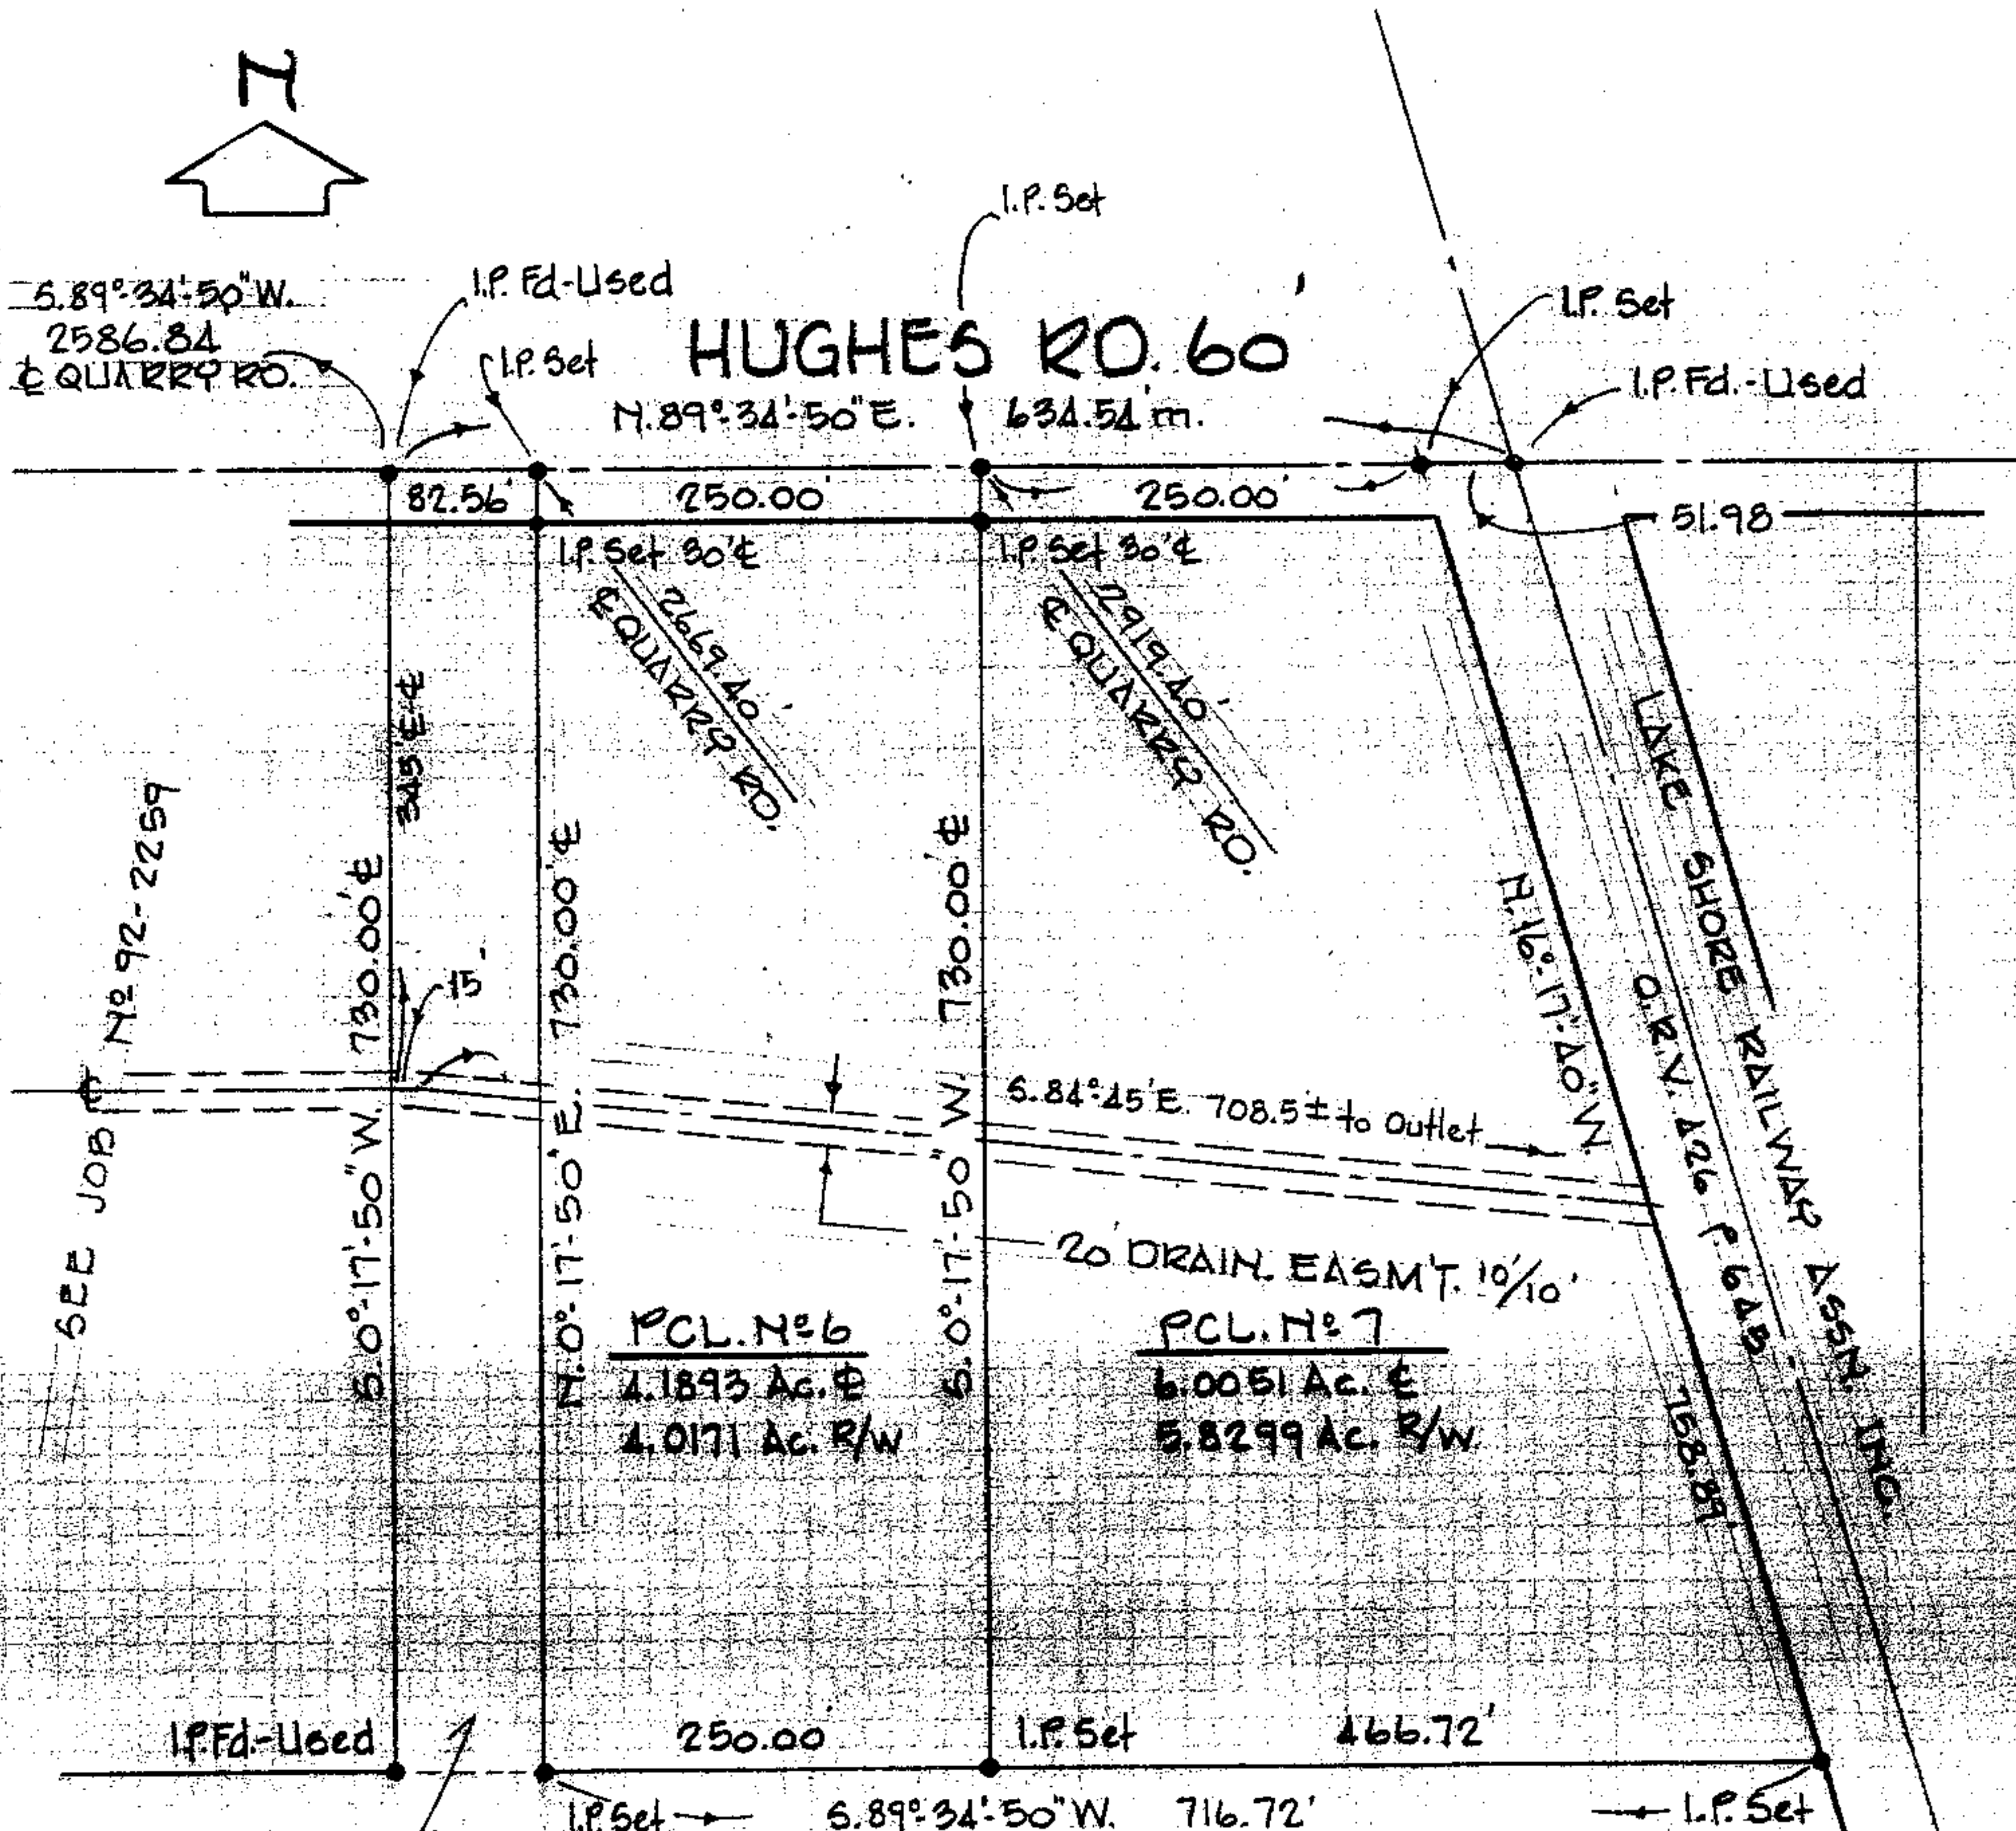 N
I.P. Set
S.89°-34'-50"W.
2586.84
℄ QUARRY RD.
I.P. Fd-Used
I.P. Set
HUGHES RD. 60'
I.P. Set
I.P. Fd.-Used
N.89°-34'-50"E. 634.54'm.
82.56'
250.00'
250.00'
51.98
I.P. Set 30'℄
I.P. Set 30'℄
2669.40'
℄ QUARRY RD.
2919.40'
℄ QUARRY RD.
345'E-℄
SEE JOB Nº 92-2259
℄
S.0°-17'-50"W. 730.00'℄
15'
N.0°-17'-50"E. 730.00'℄
S.0°-17'-50"W. 730.00'℄
N.16°-17'-40"W
758.89'
LAKE SHORE RAILWAY ASSN. INC.
O.R.V. 426 P 648
S.84°-45'E. 708.5± to Outlet
20' DRAIN. EASM'T. 10'/10'
PCL. Nº 6
4.1893 Ac. ℄
4.0171 Ac. R/W
PCL. Nº 7
6.0051 Ac. ℄
5.8299 Ac. R/W
I.P. Fd.-Used
250.00'
I.P. Set
466.72'
I.P. Set
S.89°-34'-50"W. 716.72'
I.P. Set